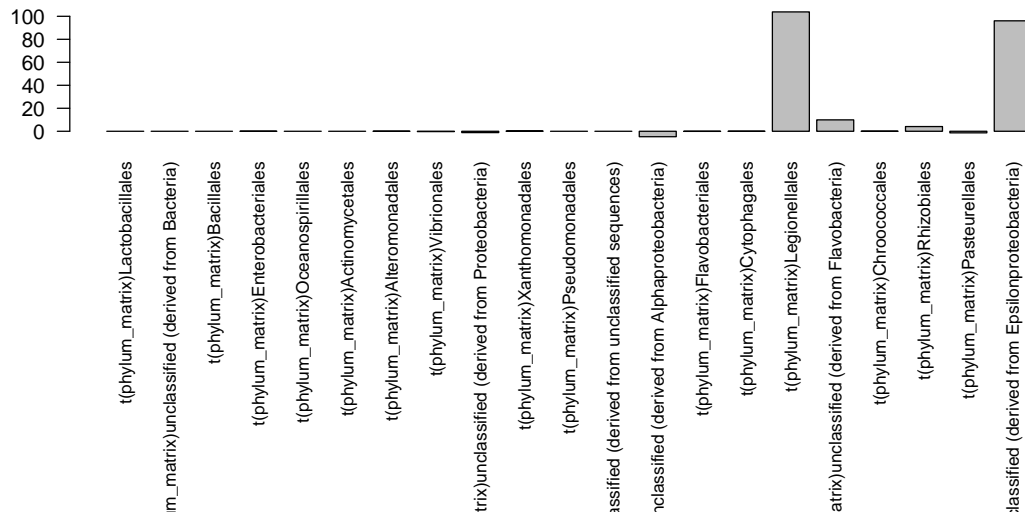 100
80
60
40
20
0
t(phylum_matrix)Lactobacillales
um_matrix)unclassified (derived from Bacteria)
t(phylum_matrix)Bacillales
t(phylum_matrix)Enterobacteriales
t(phylum_matrix)Oceanospirillales
t(phylum_matrix)Actinomycetales
t(phylum_matrix)Alteromonadales
t(phylum_matrix)Vibrionales
trix)unclassified (derived from Proteobacteria)
t(phylum_matrix)Xanthomonadales
t(phylum_matrix)Pseudomonadales
assified (derived from unclassified sequences)
nclassified (derived from Alphaproteobacteria)
t(phylum_matrix)Flavobacteriales
t(phylum_matrix)Cytophagales
t(phylum_matrix)Legionellales
atrix)unclassified (derived from Flavobacteria)
t(phylum_matrix)Chroococcales
t(phylum_matrix)Rhizobiales
t(phylum_matrix)Pasteurellales
classified (derived from Epsilonproteobacteria)